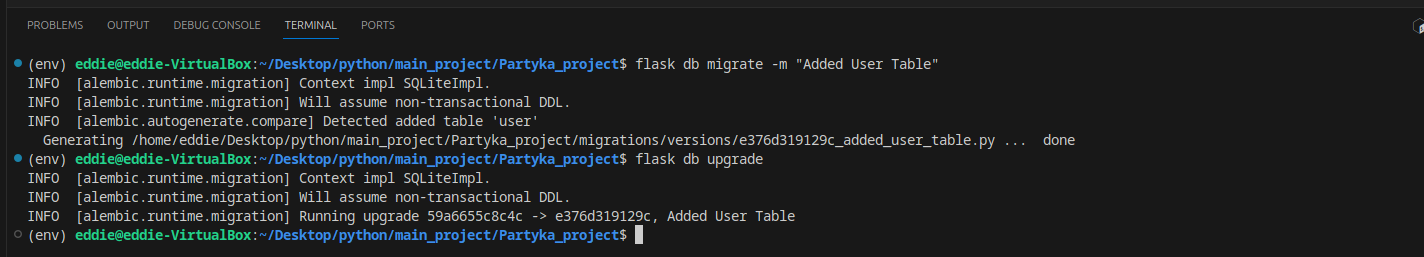 PROBLEMS OUTPUT DEBUG CONSOLE TERMINAL PORTS
(env) eddie@eddie-VirtualBox:~/Desktop/python/main_project/Partyka_project$ flask db migrate -m "Added User Table"
INFO  [alembic.runtime.migration] Context impl SQLiteImpl.
INFO  [alembic.runtime.migration] Will assume non-transactional DDL.
INFO  [alembic.autogenerate.compare] Detected added table 'user'
  Generating /home/eddie/Desktop/python/main_project/Partyka_project/migrations/versions/e376d319129c_added_user_table.py ...  done
(env) eddie@eddie-VirtualBox:~/Desktop/python/main_project/Partyka_project$ flask db upgrade
INFO  [alembic.runtime.migration] Context impl SQLiteImpl.
INFO  [alembic.runtime.migration] Will assume non-transactional DDL.
INFO  [alembic.runtime.migration] Running upgrade 59a6655c8c4c -> e376d319129c, Added User Table
(env) eddie@eddie-VirtualBox:~/Desktop/python/main_project/Partyka_project$